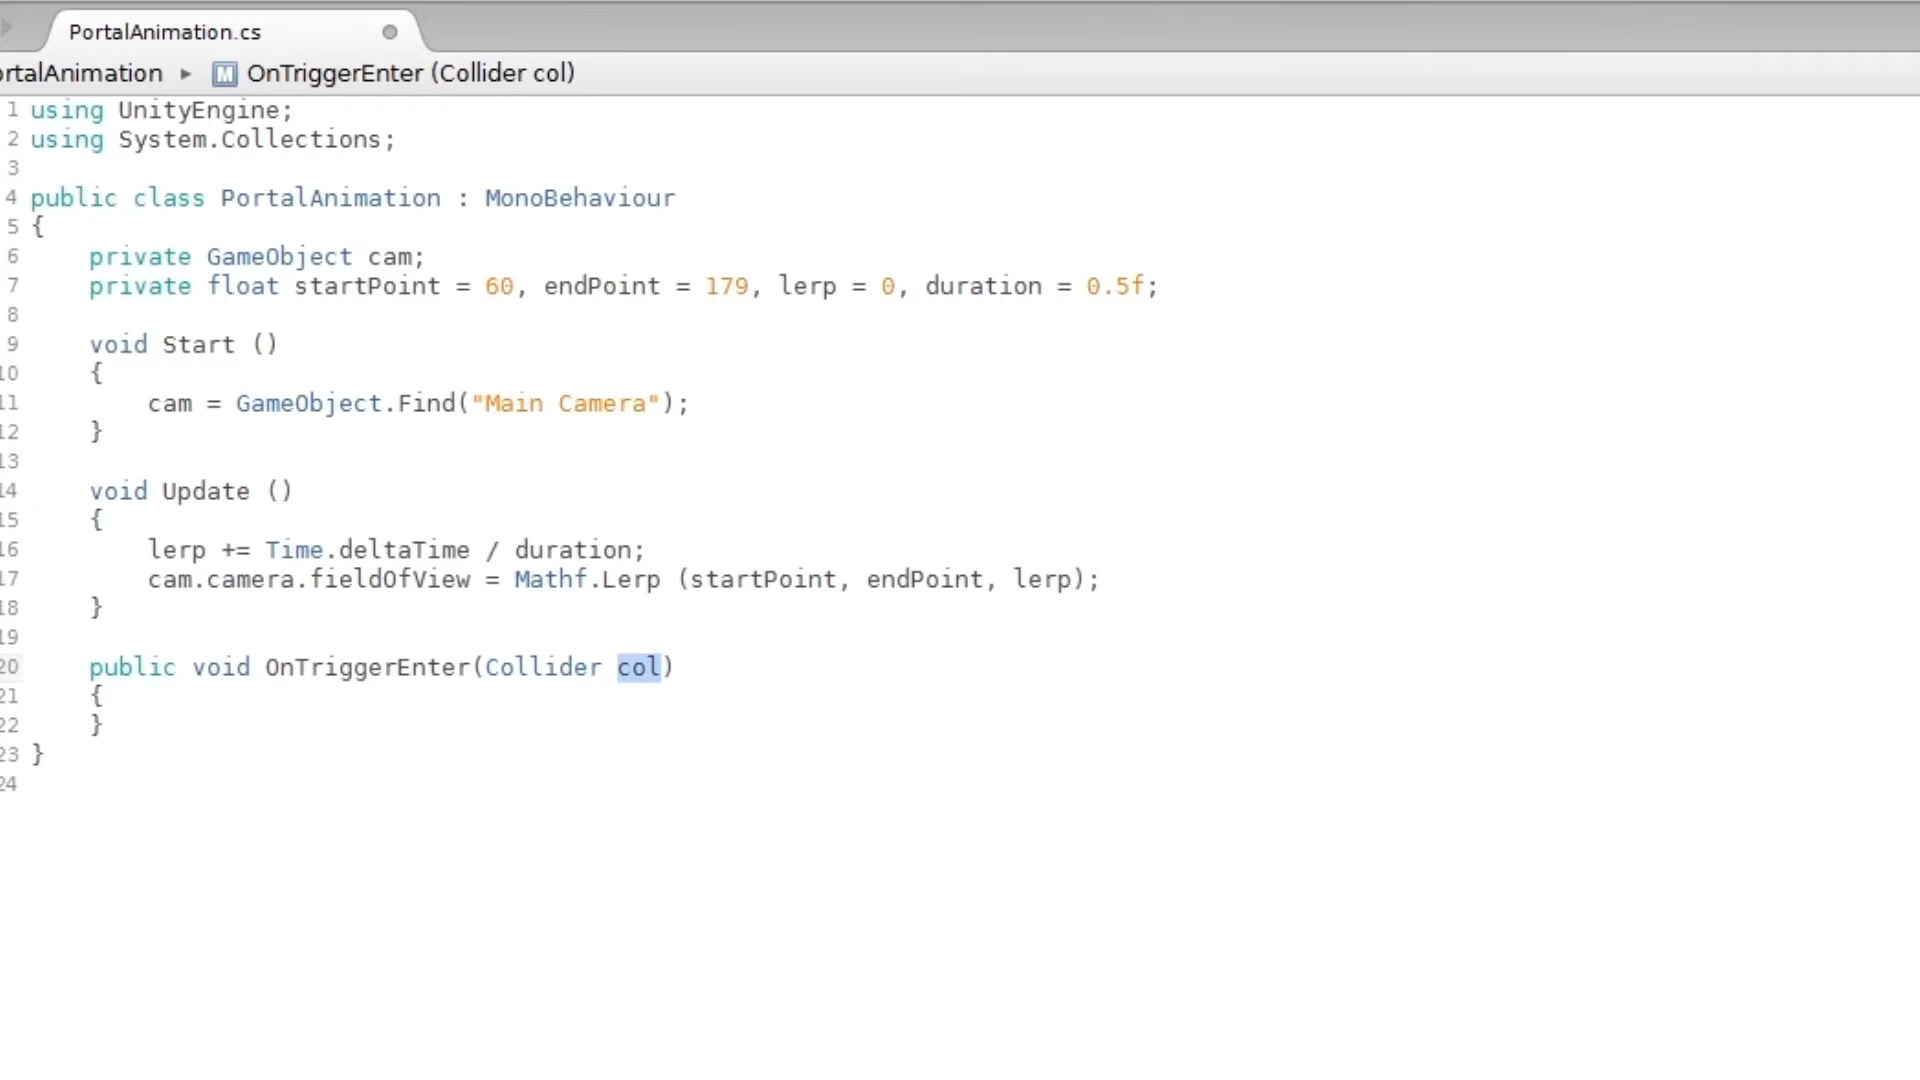 PortalAnimation.cs
ortalAnimation ▸ M OnTriggerEnter (Collider col)
1 using UnityEngine;
2 using System.Collections;
3
4 public class PortalAnimation : MonoBehaviour
5 {
6     private GameObject cam;
7     private float startPoint = 60, endPoint = 179, lerp = 0, duration = 0.5f;
8
9     void Start ()
10     {
11         cam = GameObject.Find("Main Camera");
12     }
13
14     void Update ()
15     {
16         lerp += Time.deltaTime / duration;
17         cam.camera.fieldOfView = Mathf.Lerp (startPoint, endPoint, lerp);
18     }
19
20     public void OnTriggerEnter(Collider col)
21     {
22     }
23 }
24